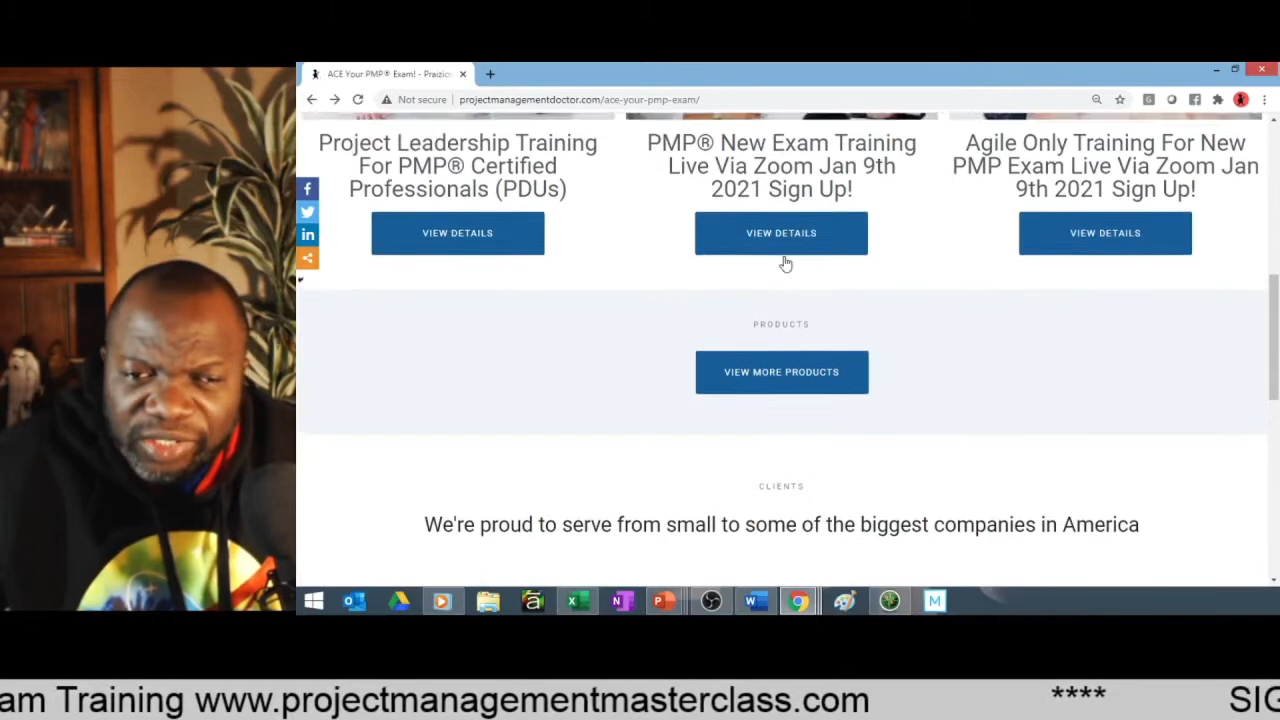 ACE Your PMP® Exam! - Praizio
Not secure projectmanagementdoctor.com/ace-your-pmp-exam/
Project Leadership Training
For PMP® Certified
Professionals (PDUs)
VIEW DETAILS
PMP® New Exam Training
Live Via Zoom Jan 9th
2021 Sign Up!
VIEW DETAILS
Agile Only Training For New
PMP Exam Live Via Zoom Jan
9th 2021 Sign Up!
VIEW DETAILS
PRODUCTS
VIEW MORE PRODUCTS
CLIENTS
We're proud to serve from small to some of the biggest companies in America
am Training www.projectmanagementmasterclass.com **** SIG